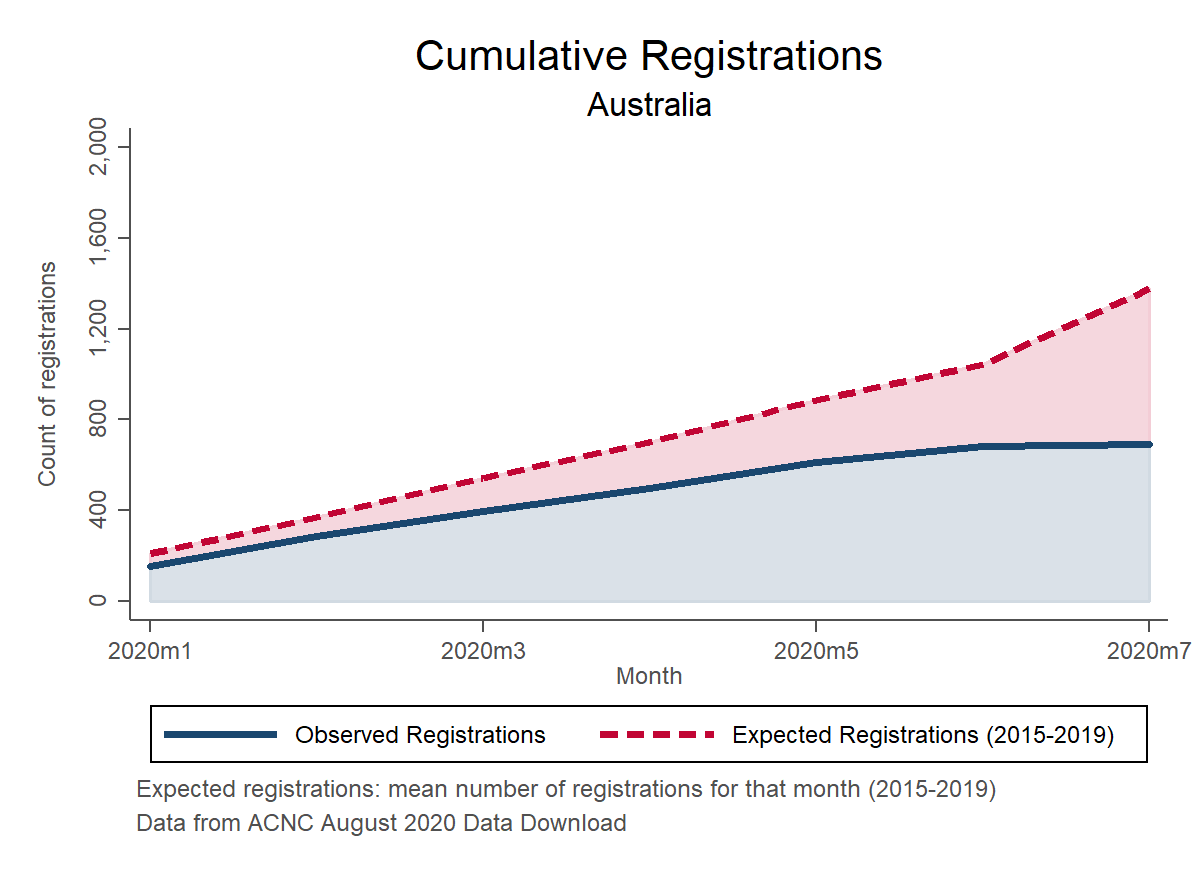 Cumulative Registrations
Australia
2,000
1,600
1,200
800
400
0
Count of registrations
2020m1 2020m3 2020m5 2020m7
Month
Observed Registrations Expected Registrations (2015-2019)
Expected registrations: mean number of registrations for that month (2015-2019)
Data from ACNC August 2020 Data Download